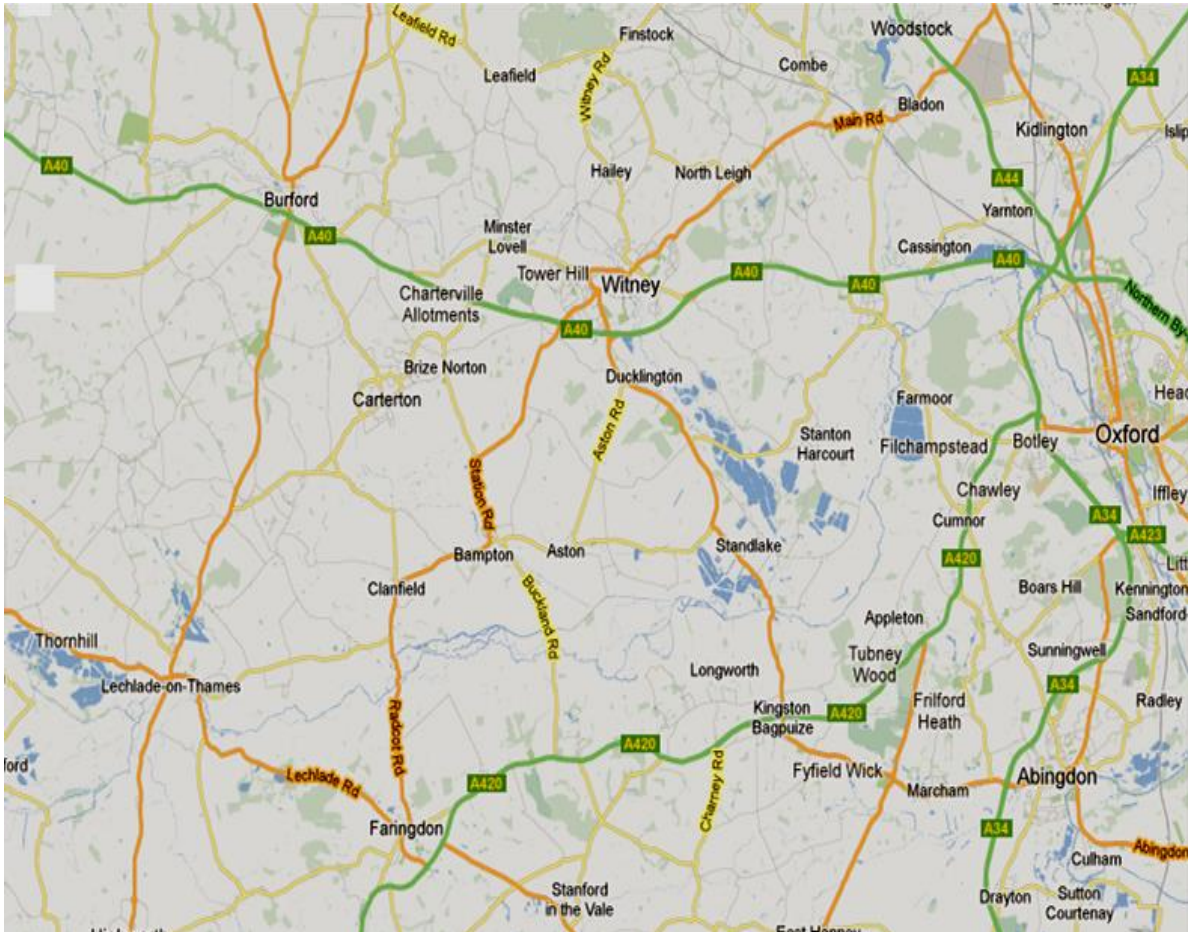 Leafield Rd
Finstock
Woodstock
Leafield
Witney Rd
Combe
A34
Bladon
Main Rd
Kidlington
Islip
A40
Hailey
North Leigh
A44
Burford
Yarnton
Minster
Lovell
A40
Cassington
Tower Hill
Witney
A40
A40
A40
Charterville
Allotments
Northern By-
A40
Brize Norton
Ducklington
Carterton
Farmoor
Head
Aston Rd
Stanton
Harcourt
Filchampstead
Botley
Oxford
Station Rd
Chawley
Iffley
Cumnor
A34
A423
Bampton
Aston
Standlake
A420
Litt
Clanfield
Buckland Rd
Boars Hill
Kennington
Sandford-
Appleton
Thornhill
Tubney
Wood
Sunningwell
Longworth
Lechlade-on-Thames
A34
Radcot Rd
Kingston
Bagpuize
A420
Frilford
Heath
Radley
A420
ford
Lechlade Rd
A420
Charney Rd
Fyfield Wick
Marcham
Abingdon
Faringdon
A34
Abingdon
Culham
Stanford
in the Vale
Drayton
Sutton
Courtenay
East Hanney